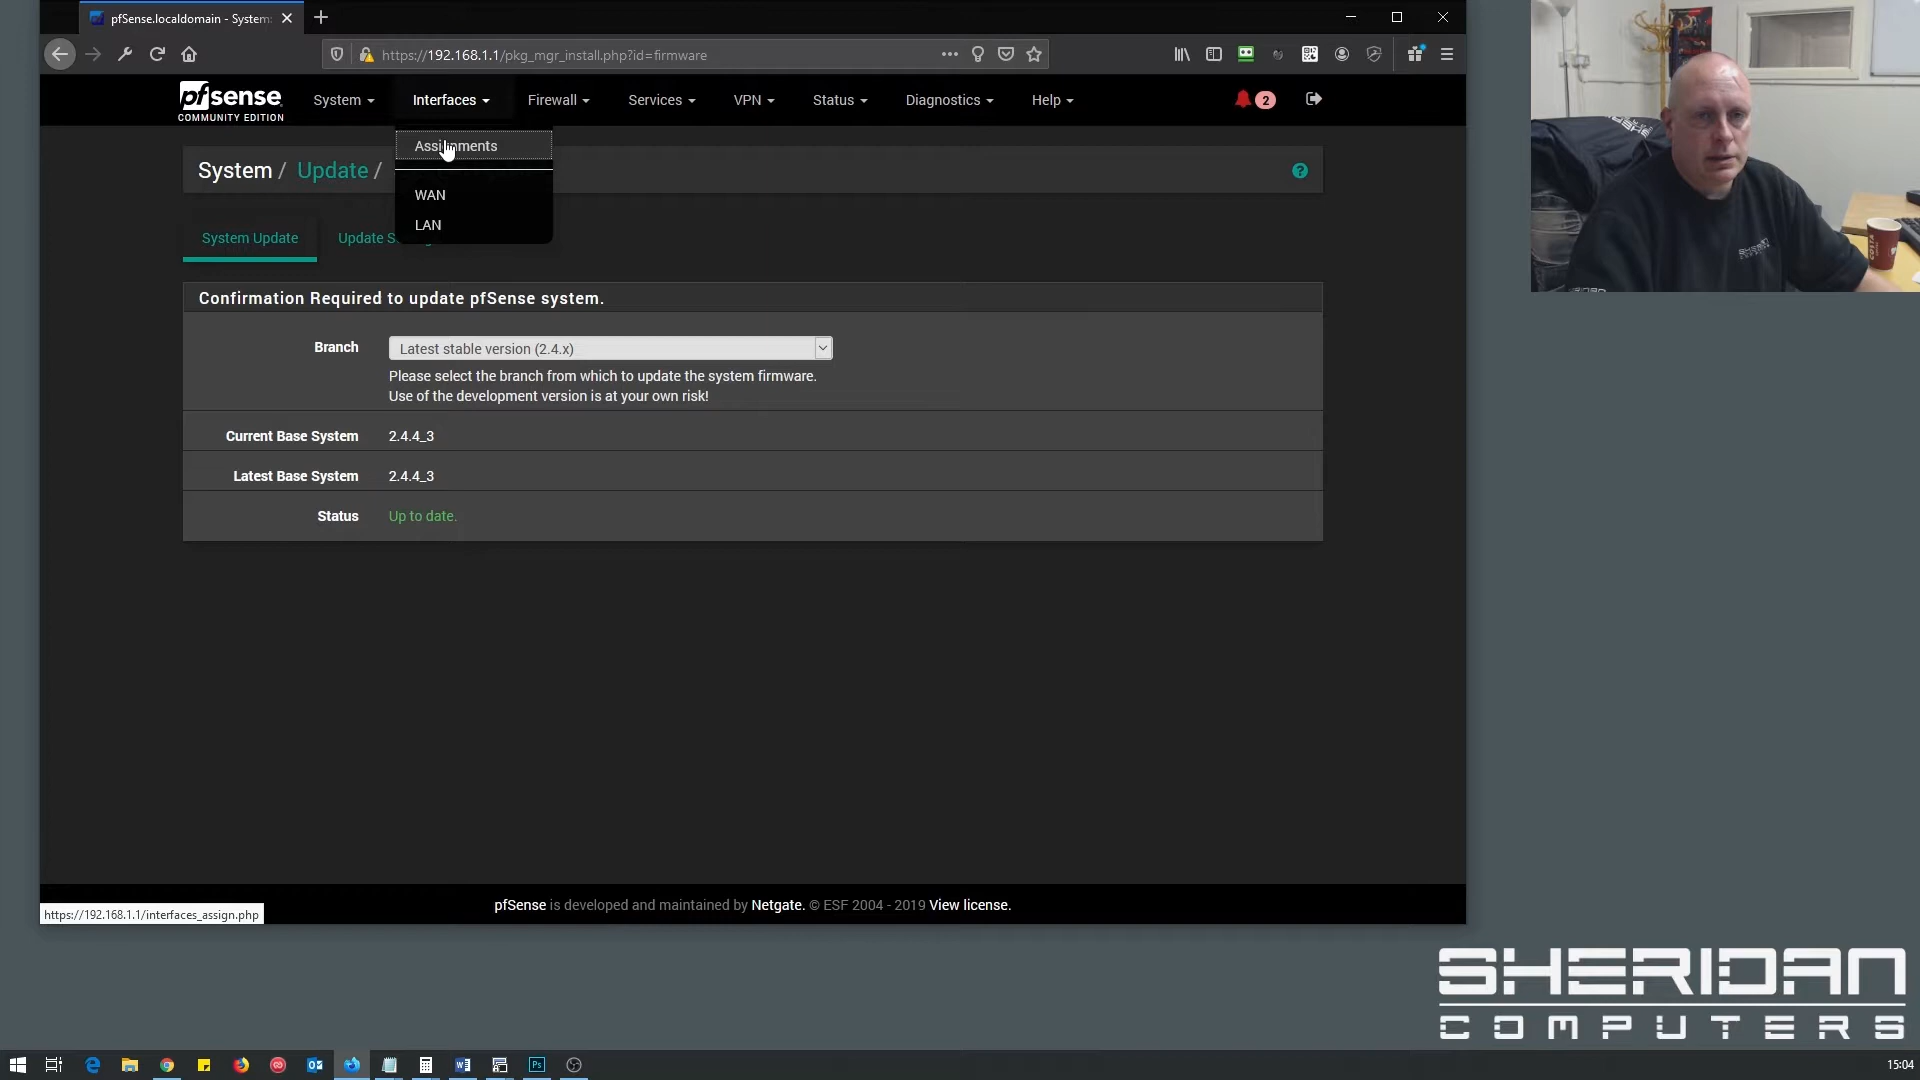 pfSense.localdomain - System:
https://192.168.1.1/pkg_mgr_install.php?id=firmware
pfsense
COMMUNITY EDITION
System
Interfaces
Firewall
Services
VPN
Status
Diagnostics
Help
2
Assignments
WAN
LAN
System / Update /
System Update
Update S
Confirmation Required to update pfSense system.
Branch
Latest stable version (2.4.x)
Please select the branch from which to update the system firmware.
Use of the development version is at your own risk!
Current Base System 2.4.4_3
Latest Base System 2.4.4_3
Status Up to date.
pfSense is developed and maintained by Netgate. © ESF 2004 - 2019 View license.
https://192.168.1.1/interfaces_assign.php
COSTA
SHERIDAN
COMPUTERS
Ps
15:04